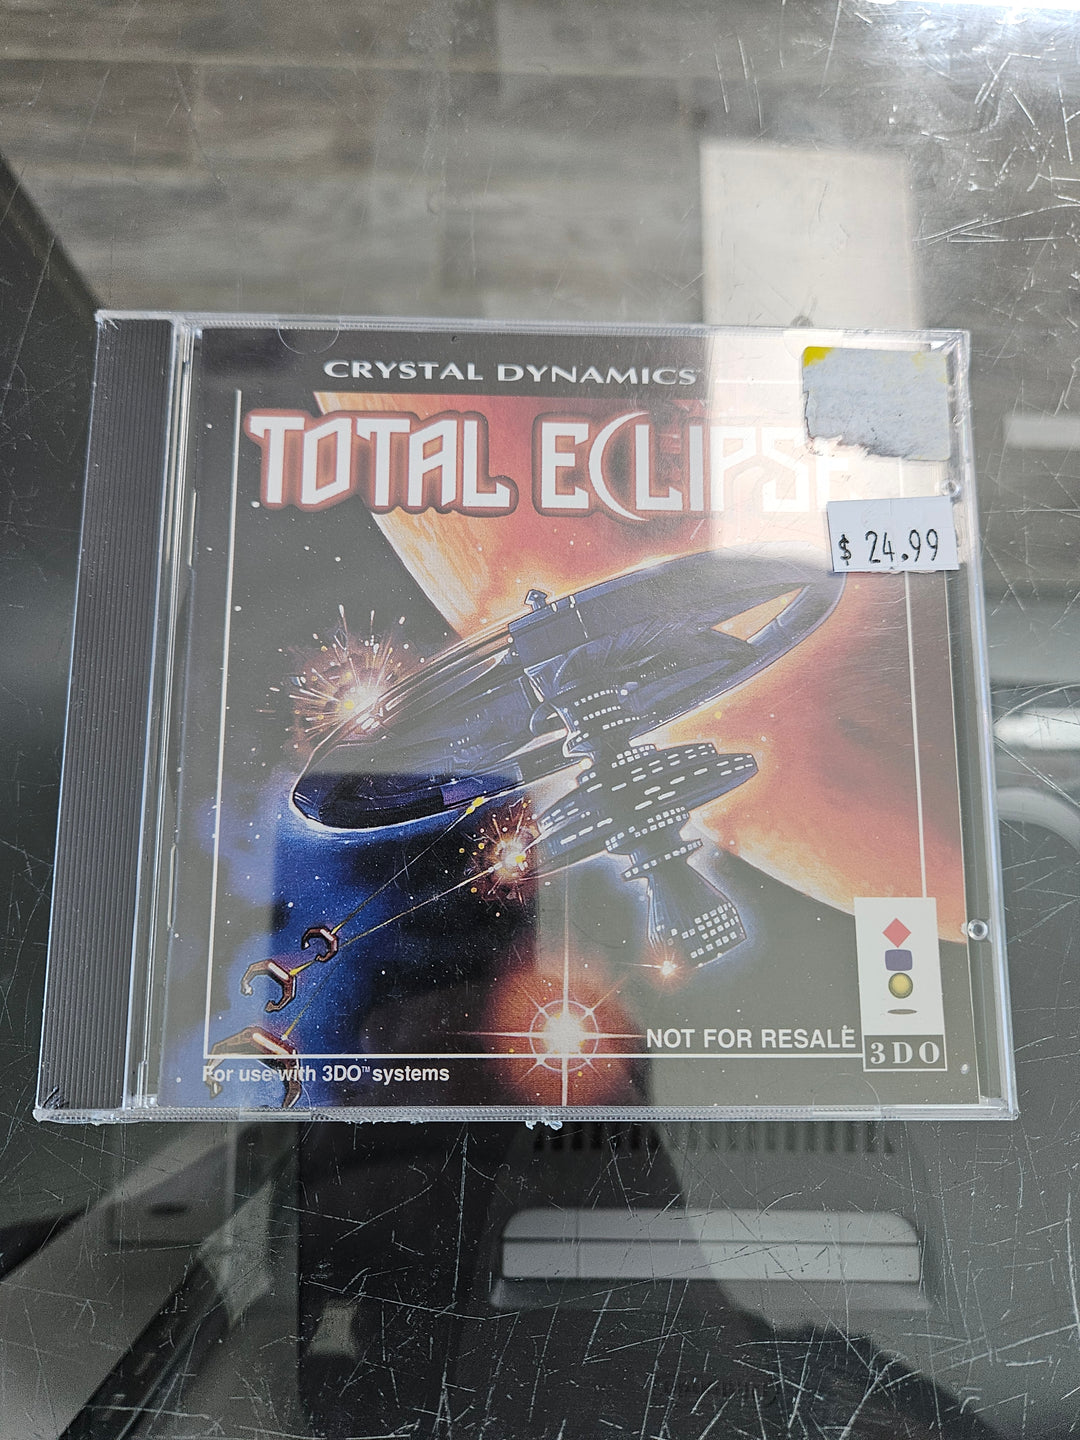 CRYSTAL DYNAMICS
TOTAL ECLIPSE
$ 24.99
NOT FOR RESALE
3DO
For use with 3DO™ systems